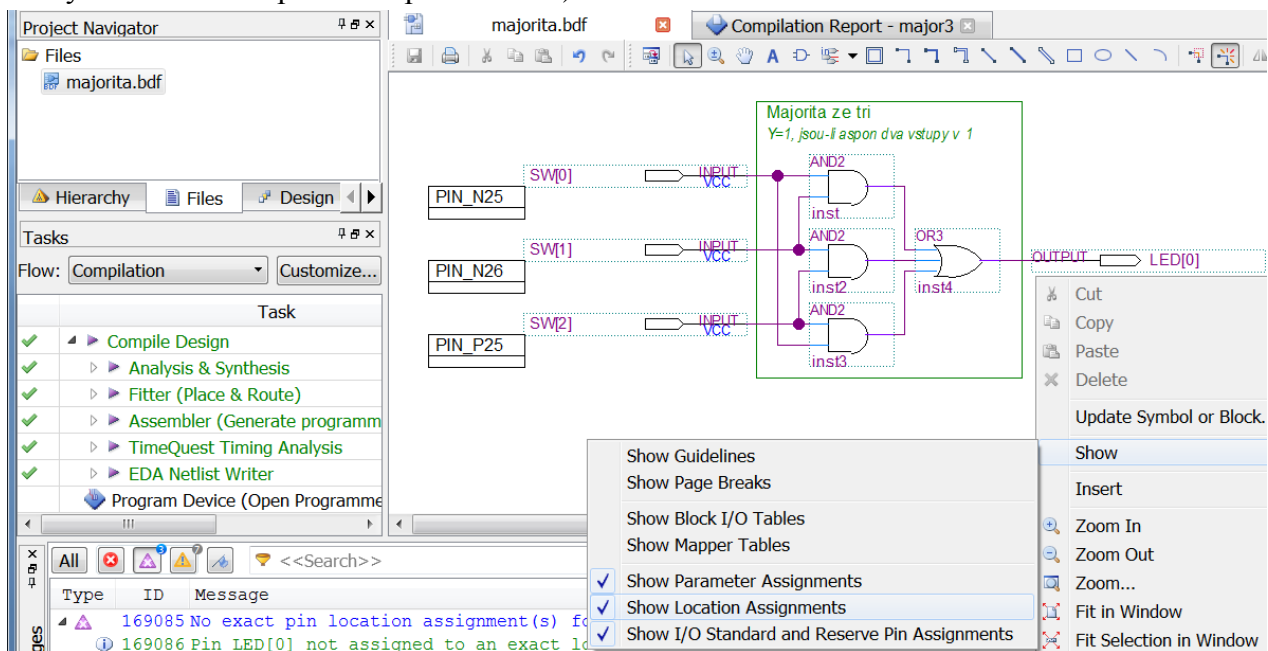 Project Navigator
majorita.bdf
Compilation Report - major3
Files
majorita.bdf
Hierarchy
Files
Design
Tasks
Flow: Compilation
Customize...
Task
Compile Design
Analysis & Synthesis
Fitter (Place & Route)
Assembler (Generate programm
TimeQuest Timing Analysis
EDA Netlist Writer
Program Device (Open Programme
Majorita ze tri
Y=1, jsou-li aspon dva vstupy v 1
SW[0]
INPUT
VCC
PIN_N25
AND2
inst
SW[1]
INPUT
VCC
PIN_N26
AND2
inst2
OR3
inst4
OUTPUT
LED[0]
SW[2]
INPUT
VCC
PIN_P25
AND2
inst3
Cut
Copy
Paste
Delete
Update Symbol or Block.
Show
Insert
Zoom In
Zoom Out
Zoom...
Fit in Window
Fit Selection in Window
Show Guidelines
Show Page Breaks
Show Block I/O Tables
Show Mapper Tables
Show Parameter Assignments
Show Location Assignments
Show I/O Standard and Reserve Pin Assignments
All
3
7
<<Search>>
Type ID Message
169085 No exact pin location assignment(s) fo
169086 Pin LED[0] not assigned to an exact lo